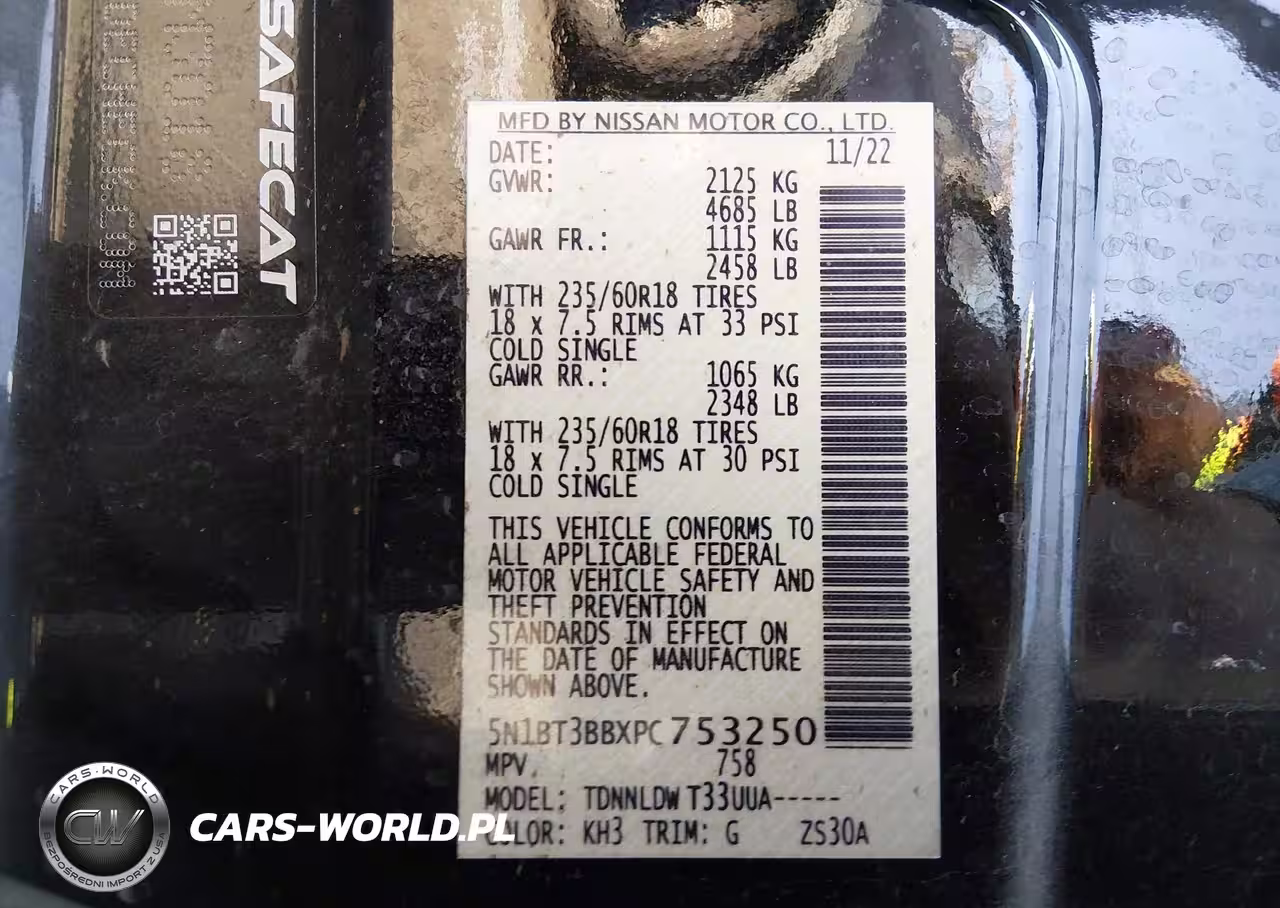 SAFECAT
MFD BY NISSAN MOTOR CO., LTD.
DATE: 11/22
GVWR: 2125 KG
4685 LB
GAWR FR.: 1115 KG
2458 LB
WITH 235/60R18 TIRES
18 x 7.5 RIMS AT 33 PSI
COLD SINGLE
GAWR RR.: 1065 KG
2348 LB
WITH 235/60R18 TIRES
18 x 7.5 RIMS AT 30 PSI
COLD SINGLE
THIS VEHICLE CONFORMS TO
ALL APPLICABLE FEDERAL
MOTOR VEHICLE SAFETY AND
THEFT PREVENTION
STANDARDS IN EFFECT ON
THE DATE OF MANUFACTURE
SHOWN ABOVE.
5N1BT3BBXPC753250
MPV. 758
MODEL: TDNNLDW T33UUA-----
COLOR: KH3 TRIM: G ZS30A
CARS-WORLD
CW
BEZPOŚREDNI IMPORT Z USA
CARS-WORLD.PL